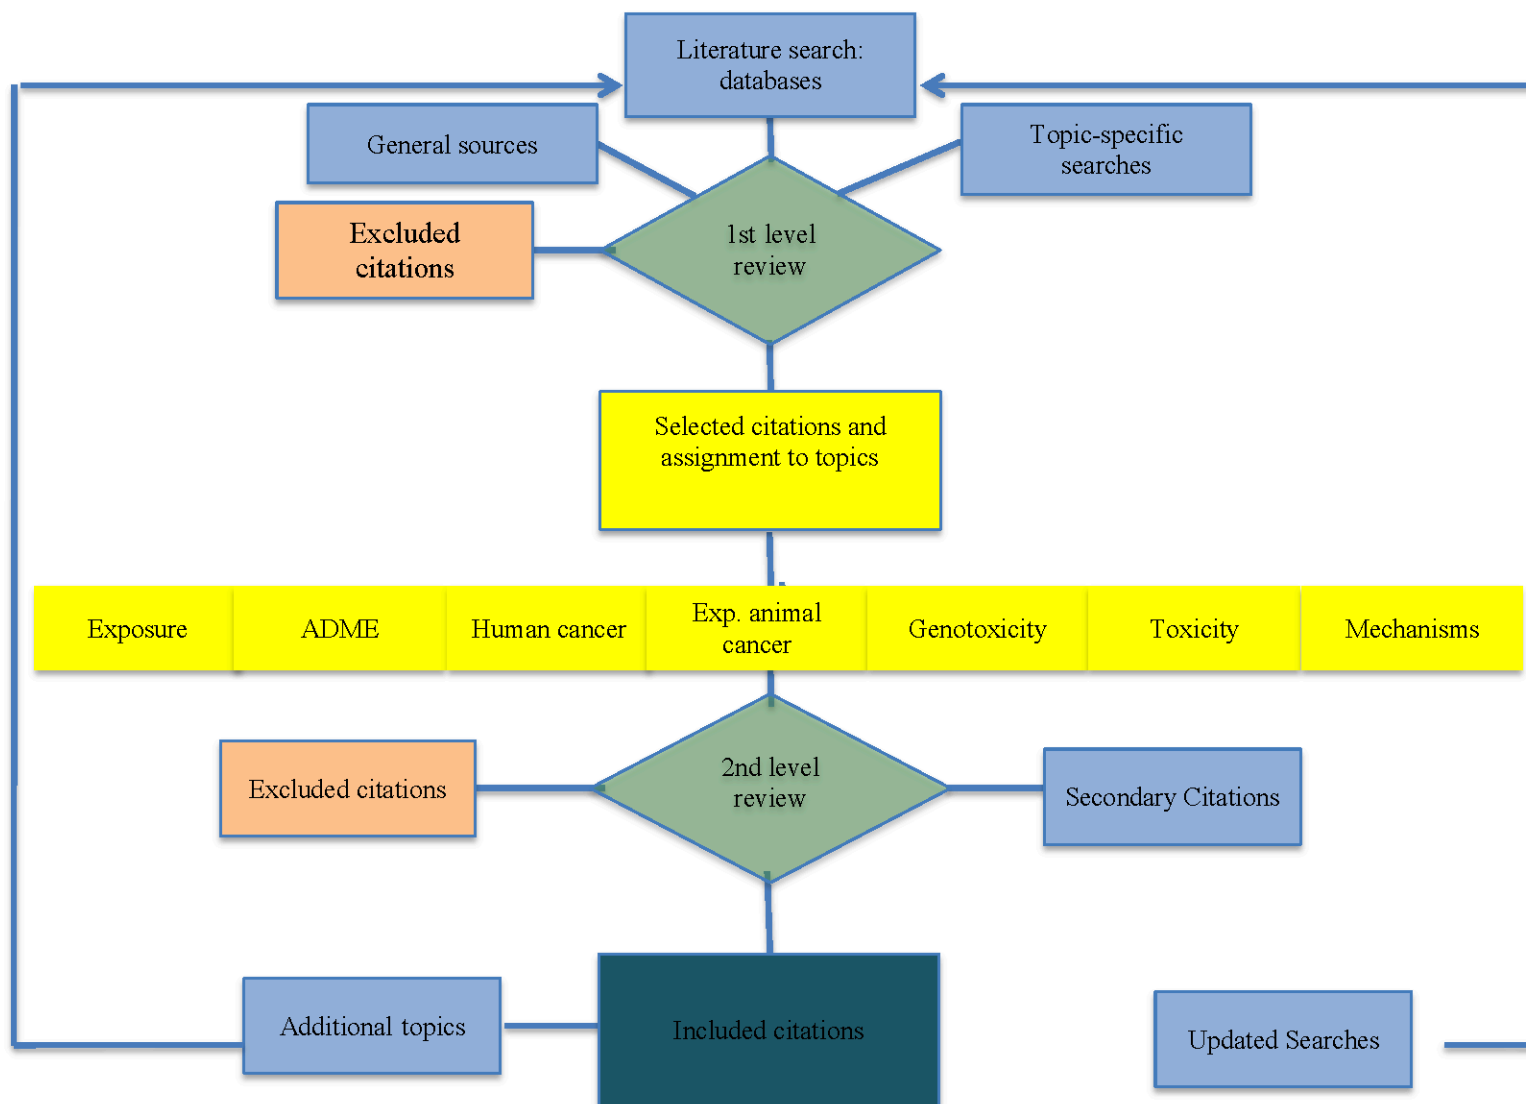 Literature search:
databases
General sources
Topic-specific
searches
Excluded
citations
1st level
review
Selected citations and
assignment to topics
Exposure
ADME
Human cancer
Exp. animal
cancer
Genotoxicity
Toxicity
Mechanisms
Excluded citations
2nd level
review
Secondary Citations
Additional topics
Included citations
Updated Searches